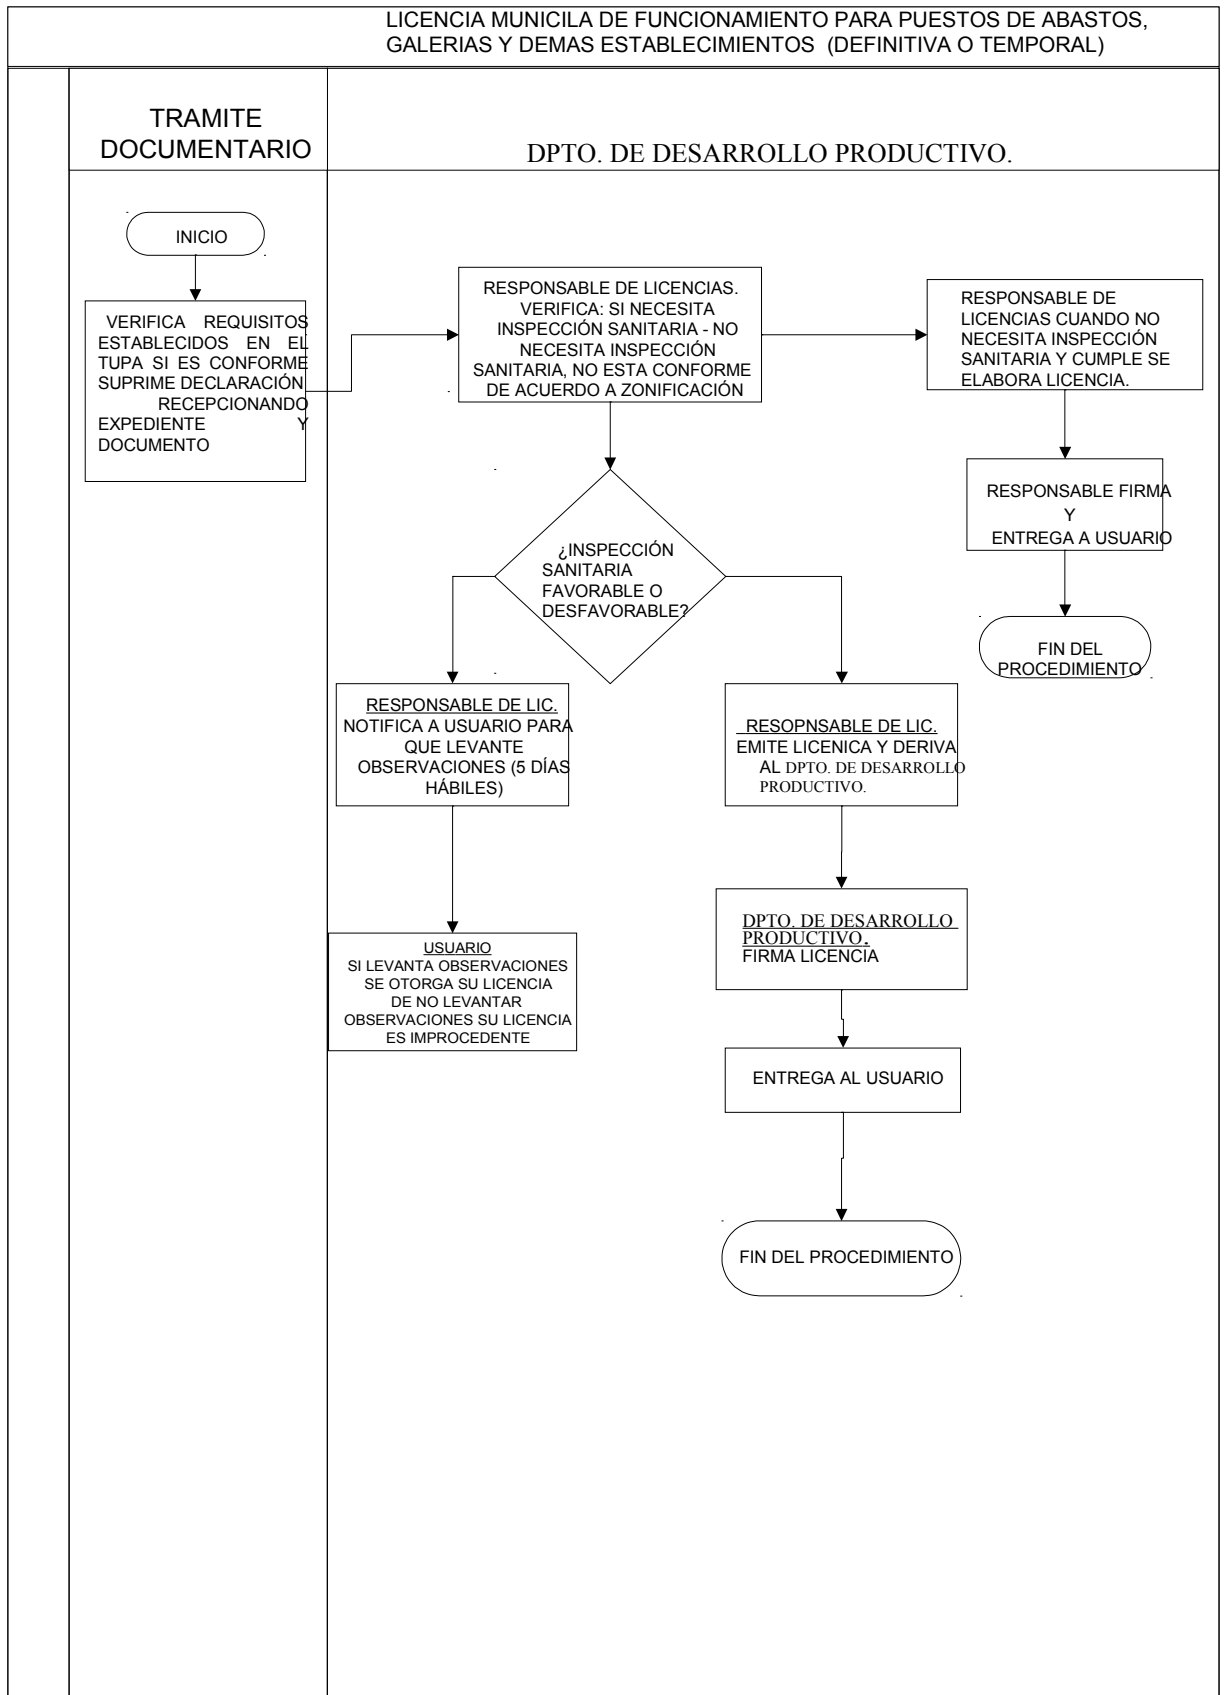 LICENCIA MUNICILA DE FUNCIONAMIENTO PARA PUESTOS DE ABASTOS,
GALERIAS Y DEMAS ESTABLECIMIENTOS (DEFINITIVA O TEMPORAL)
TRAMITE
DOCUMENTARIO
DPTO. DE DESARROLLO PRODUCTIVO.
INICIO
VERIFICA REQUISITOS
ESTABLECIDOS EN EL
TUPA SI ES CONFORME
SUPRIME DECLARACIÓN
RECEPCIONANDO
EXPEDIENTE Y
DOCUMENTO
RESPONSABLE DE LICENCIAS.
VERIFICA: SI NECESITA
INSPECCIÓN SANITARIA - NO
NECESITA INSPECCIÓN
SANITARIA, NO ESTA CONFORME
DE ACUERDO A ZONIFICACIÓN
RESPONSABLE DE
LICENCIAS CUANDO NO
NECESITA INSPECCIÓN
SANITARIA Y CUMPLE SE
ELABORA LICENCIA.
RESPONSABLE FIRMA
Y
ENTREGA A USUARIO
FIN DEL
PROCEDIMIENTO
¿INSPECCIÓN
SANITARIA
FAVORABLE O
DESFAVORABLE?
RESPONSABLE DE LIC.
NOTIFICA A USUARIO PARA
QUE LEVANTE
OBSERVACIONES (5 DÍAS
HÁBILES)
RESOPNSABLE DE LIC.
EMITE LICENICA Y DERIVA
AL DPTO. DE DESARROLLO
PRODUCTIVO.
USUARIO
SI LEVANTA OBSERVACIONES
SE OTORGA SU LICENCIA
DE NO LEVANTAR
OBSERVACIONES SU LICENCIA
ES IMPROCEDENTE
DPTO. DE DESARROLLO
PRODUCTIVO.
FIRMA LICENCIA
ENTREGA AL USUARIO
FIN DEL PROCEDIMIENTO